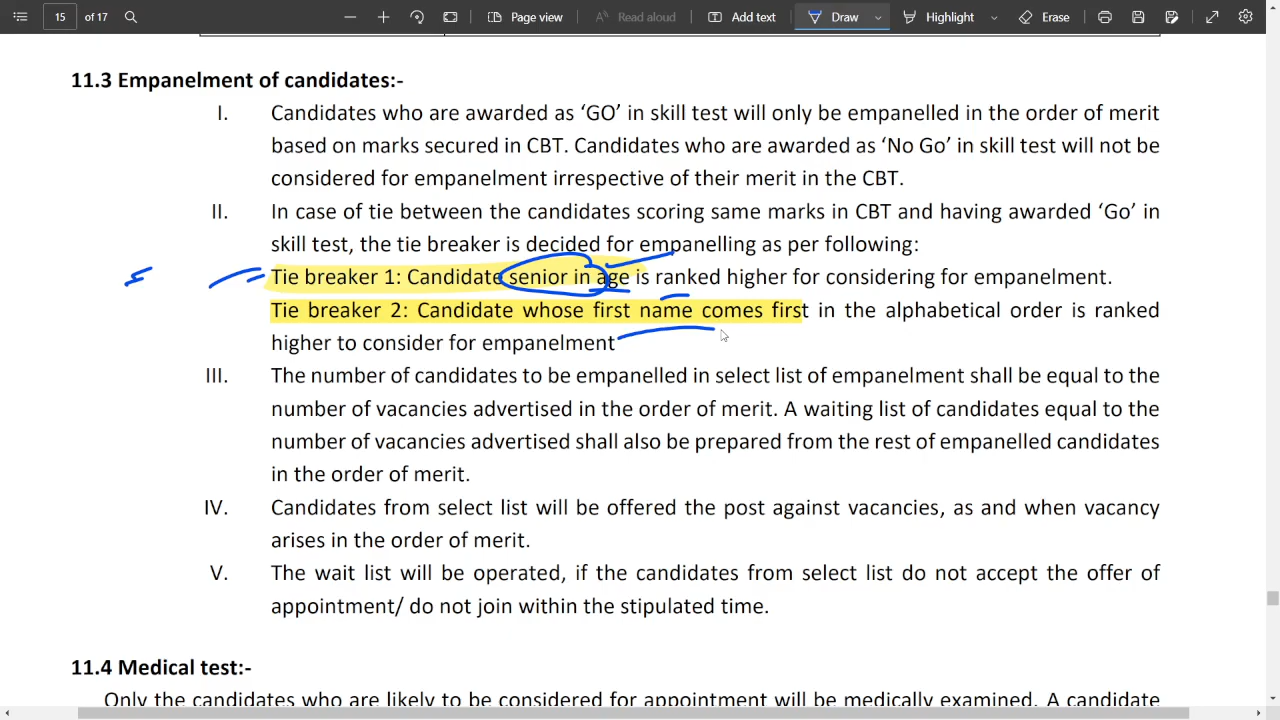 15 of 17 Page view Read aloud Add text Draw Highlight Erase
11.3 Empanelment of candidates:-
I. Candidates who are awarded as ‘GO’ in skill test will only be empanelled in the order of merit
based on marks secured in CBT. Candidates who are awarded as ‘No Go’ in skill test will not be
considered for empanelment irrespective of their merit in the CBT.
II. In case of tie between the candidates scoring same marks in CBT and having awarded ‘Go’ in
skill test, the tie breaker is decided for empanelling as per following:
Tie breaker 1: Candidate senior in age is ranked higher for considering for empanelment.
Tie breaker 2: Candidate whose first name comes first in the alphabetical order is ranked
higher to consider for empanelment
III. The number of candidates to be empanelled in select list of empanelment shall be equal to the
number of vacancies advertised in the order of merit. A waiting list of candidates equal to the
number of vacancies advertised shall also be prepared from the rest of empanelled candidates
in the order of merit.
IV. Candidates from select list will be offered the post against vacancies, as and when vacancy
arises in the order of merit.
V. The wait list will be operated, if the candidates from select list do not accept the offer of
appointment/ do not join within the stipulated time.
11.4 Medical test:-
Only the candidates who are likely to be considered for appointment will be medically examined. A candidate